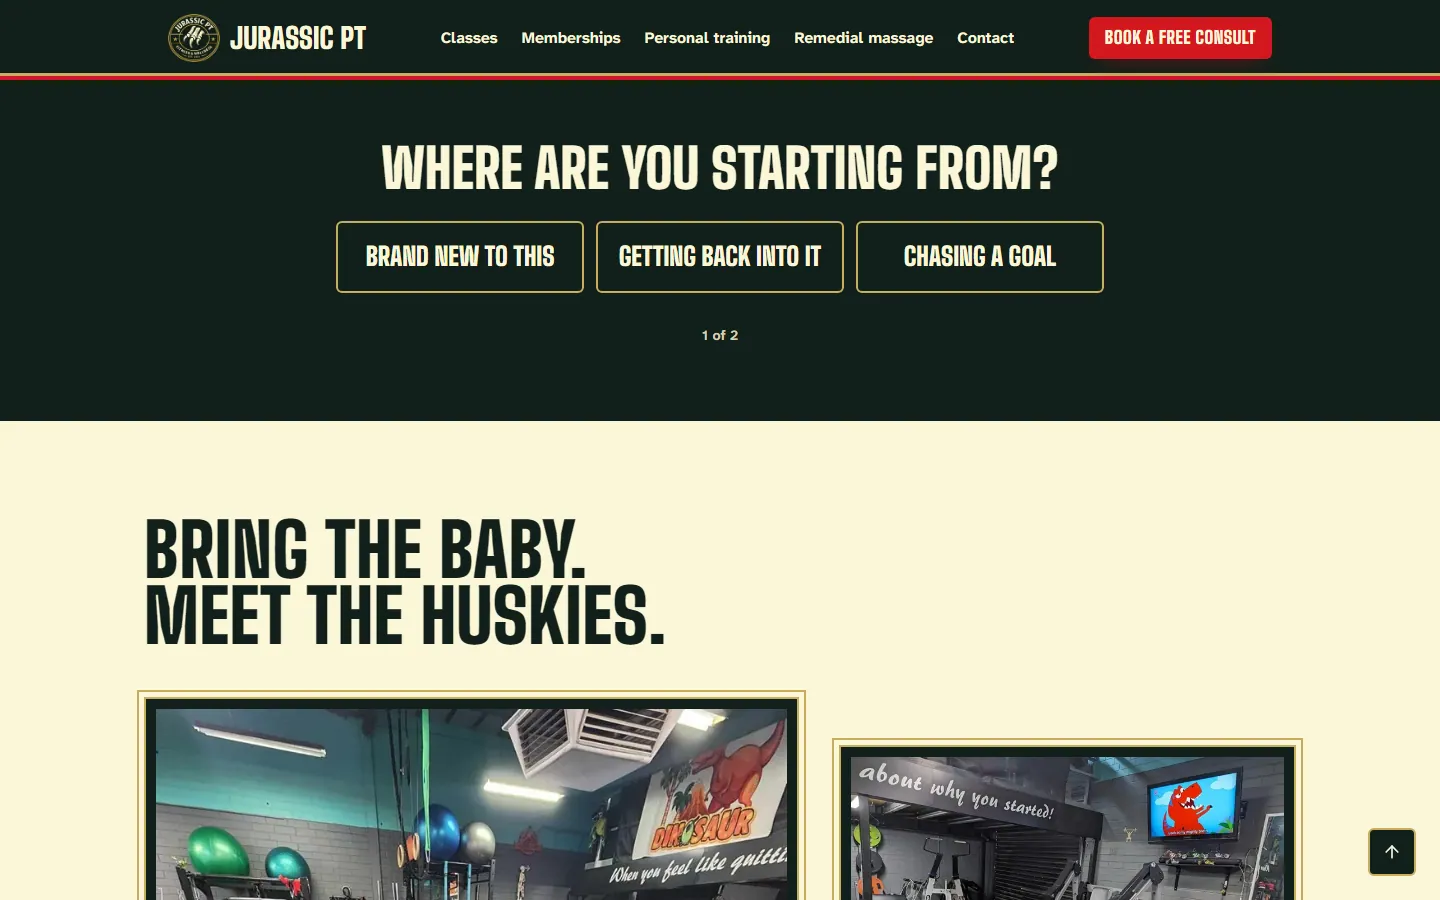 JURASSIC PT
JURASSIC PT
Classes
Memberships
Personal training
Remedial massage
Contact
BOOK A FREE CONSULT
WHERE ARE YOU STARTING FROM?
BRAND NEW TO THIS
GETTING BACK INTO IT
CHASING A GOAL
1 of 2
BRING THE BABY.
MEET THE HUSKIES.
DINOSAUR
When you feel like
about why you started!